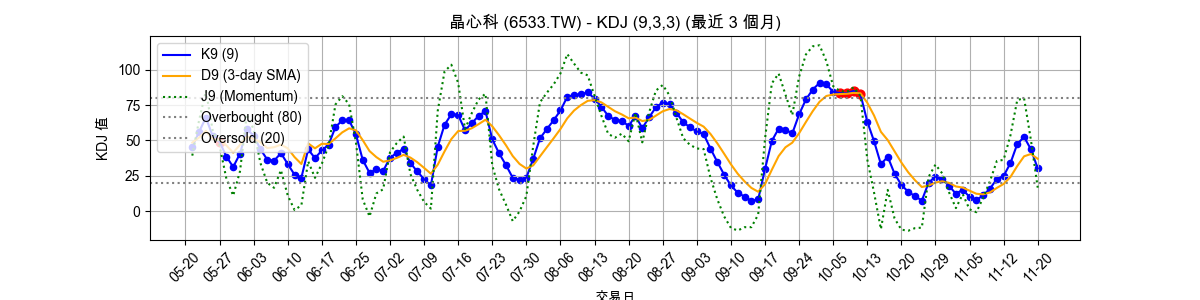 晶心科 (6533.TW) - KDJ (9,3,3) (最近 3 個月)
KDJ 值
100
75
50
25
0
K9 (9)
D9 (3-day SMA)
J9 (Momentum)
Overbought (80)
Oversold (20)
05-20 05-27 06-03 06-10 06-17 06-25 07-02 07-09 07-16 07-23 07-30 08-06 08-13 08-20 08-27 09-03 09-10 09-17 09-24 10-05 10-13 10-20 10-29 11-05 11-12 11-20
交易日